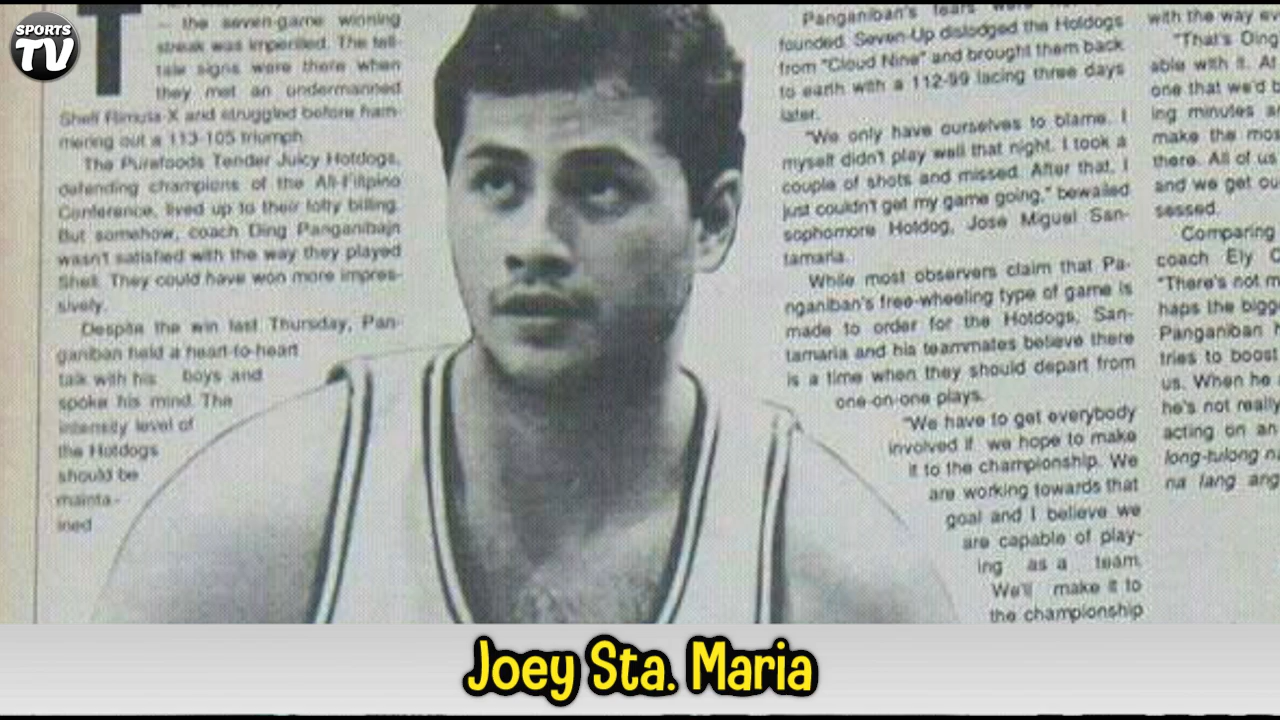 SPORTS
TV
T
– the seven-game winning
streak was imperiled. The tell-
tale signs were there when
they met an undermanned
Shell Rimula-X and struggled before ham-
mering out a 113-105 triumph.
The Purefoods Tender Juicy Hotdogs,
defending champions of the All-Filipino
Conference, lived up to their lofty billing.
But somehow, coach Ding Panganibajn
wasn't satisfied with the way they played
Shell. They could have won more impres-
sively.
Despite the win last Thursday, Pan-
ganiban held a heart-to-heart
talk with his boys and
spoke his mind. The
intensity level of
the Hotdogs
should be
mainta-
ined
Panganiban's fears were
founded. Seven-Up dislodged the Hotdogs
from "Cloud Nine" and brought them back
to earth with a 112-99 lacing three days
later.
"We only have ourselves to blame. I
myself didn't play well that night. I took a
couple of shots and missed. After that, I
just couldn't get my game going," bewailed
sophomore Hotdog, Jose Miguel San-
tamaria.
While most observers claim that Pa-
nganiban's free-wheeling type of game is
made to order for the Hotdogs, San-
tamaria and his teammates believe there
is a time when they should depart from
one-on-one plays.
"We have to get everybody
involved if we hope to make
it to the championship. We
are working towards that
goal and I believe we
are capable of play-
ing as a team.
We'll make it to
the championship
with the way ev
"That's Ding
able with it. At
one that we'd b
ing minutes a
make the mos
there. All of us
and we get ou
sessed.
Comparing
coach Ely C
"There's not m
haps the bigg
Panganiban h
tries to boost
us. When he
he's not really
acting on an
long-tulong na
na lang ang
Joey Sta. Maria